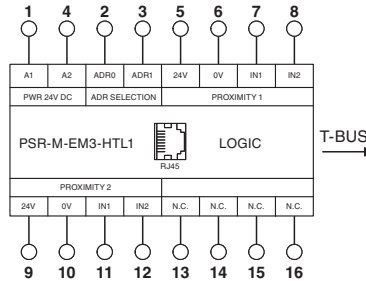 1 4 2 3 5 6 7 8
A1 A2 ADR0 ADR1 24V 0V IN1 IN2
PWR 24V DC ADR SELECTION PROXIMITY 1
PSR-M-EM3-HTL1 LOGIC T-BUS
RJ45
PROXIMITY 2
24V 0V IN1 IN2 N.C. N.C. N.C. N.C.
9 10 11 12 13 14 15 16